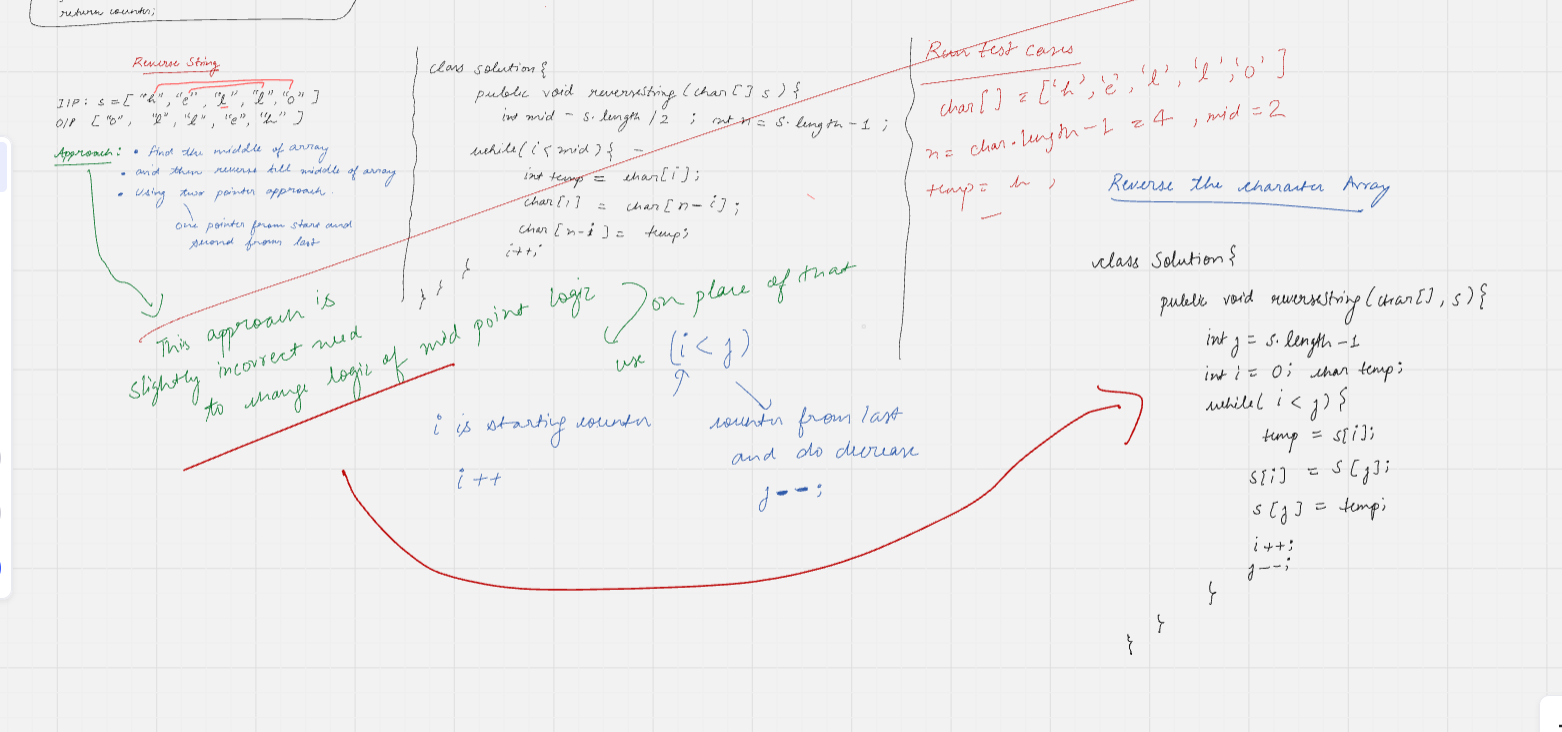 return counter;
Reverse String
I/P: s = [ "h", "e", "l", "l", "o" ]
O/P [ "o", "l", "l", "e", "h" ]
Approach: • find the middle of array
• and then reverse till middle of array
• Using two pointer approach.
one pointer from start and
second from last
This approach is
slightly incorrect need
to change logic of mid point logic
on place of that
use (i < j)
i is starting counter
i++
counter from last
and do decrease
j--;
class solution{
public void reversestring (char[] s) {
int mid = s.length /2 ; int n = s.length -1 ;
while(i < mid) {
int temp = char[i];
char[i] = char[n-i];
char[n-i] = temp;
i++;
}
}
}
Run test cases
char[] = ['h','e','l','l','o']
n = char.length-1 = 4 , mid = 2
temp = h ,
Reverse the character Array
class Solution{
public void reverseString (char[], s) {
int j = s.length -1
int i = 0; char temp;
while( i < j) {
temp = s[i];
s[i] = s[j];
s[j] = temp;
i++;
j--;
}
}
}